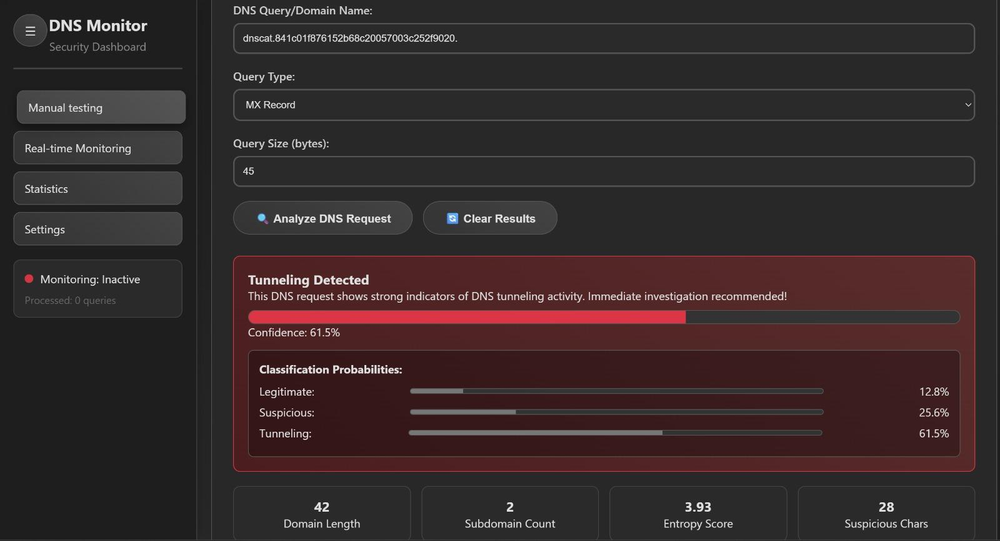 DNS Monitor
Security Dashboard
Manual testing
Real-time Monitoring
Statistics
Settings
Monitoring: Inactive
Processed: 0 queries
DNS Query/Domain Name:
dnscat.841c01f876152b68c20057003c252f9020.
Query Type:
MX Record
Query Size (bytes):
45
Analyze DNS Request
Clear Results
Tunneling Detected
This DNS request shows strong indicators of DNS tunneling activity. Immediate investigation recommended!
Confidence: 61.5%
Classification Probabilities:
Legitimate: 12.8%
Suspicious: 25.6%
Tunneling: 61.5%
42
Domain Length
2
Subdomain Count
3.93
Entropy Score
28
Suspicious Chars